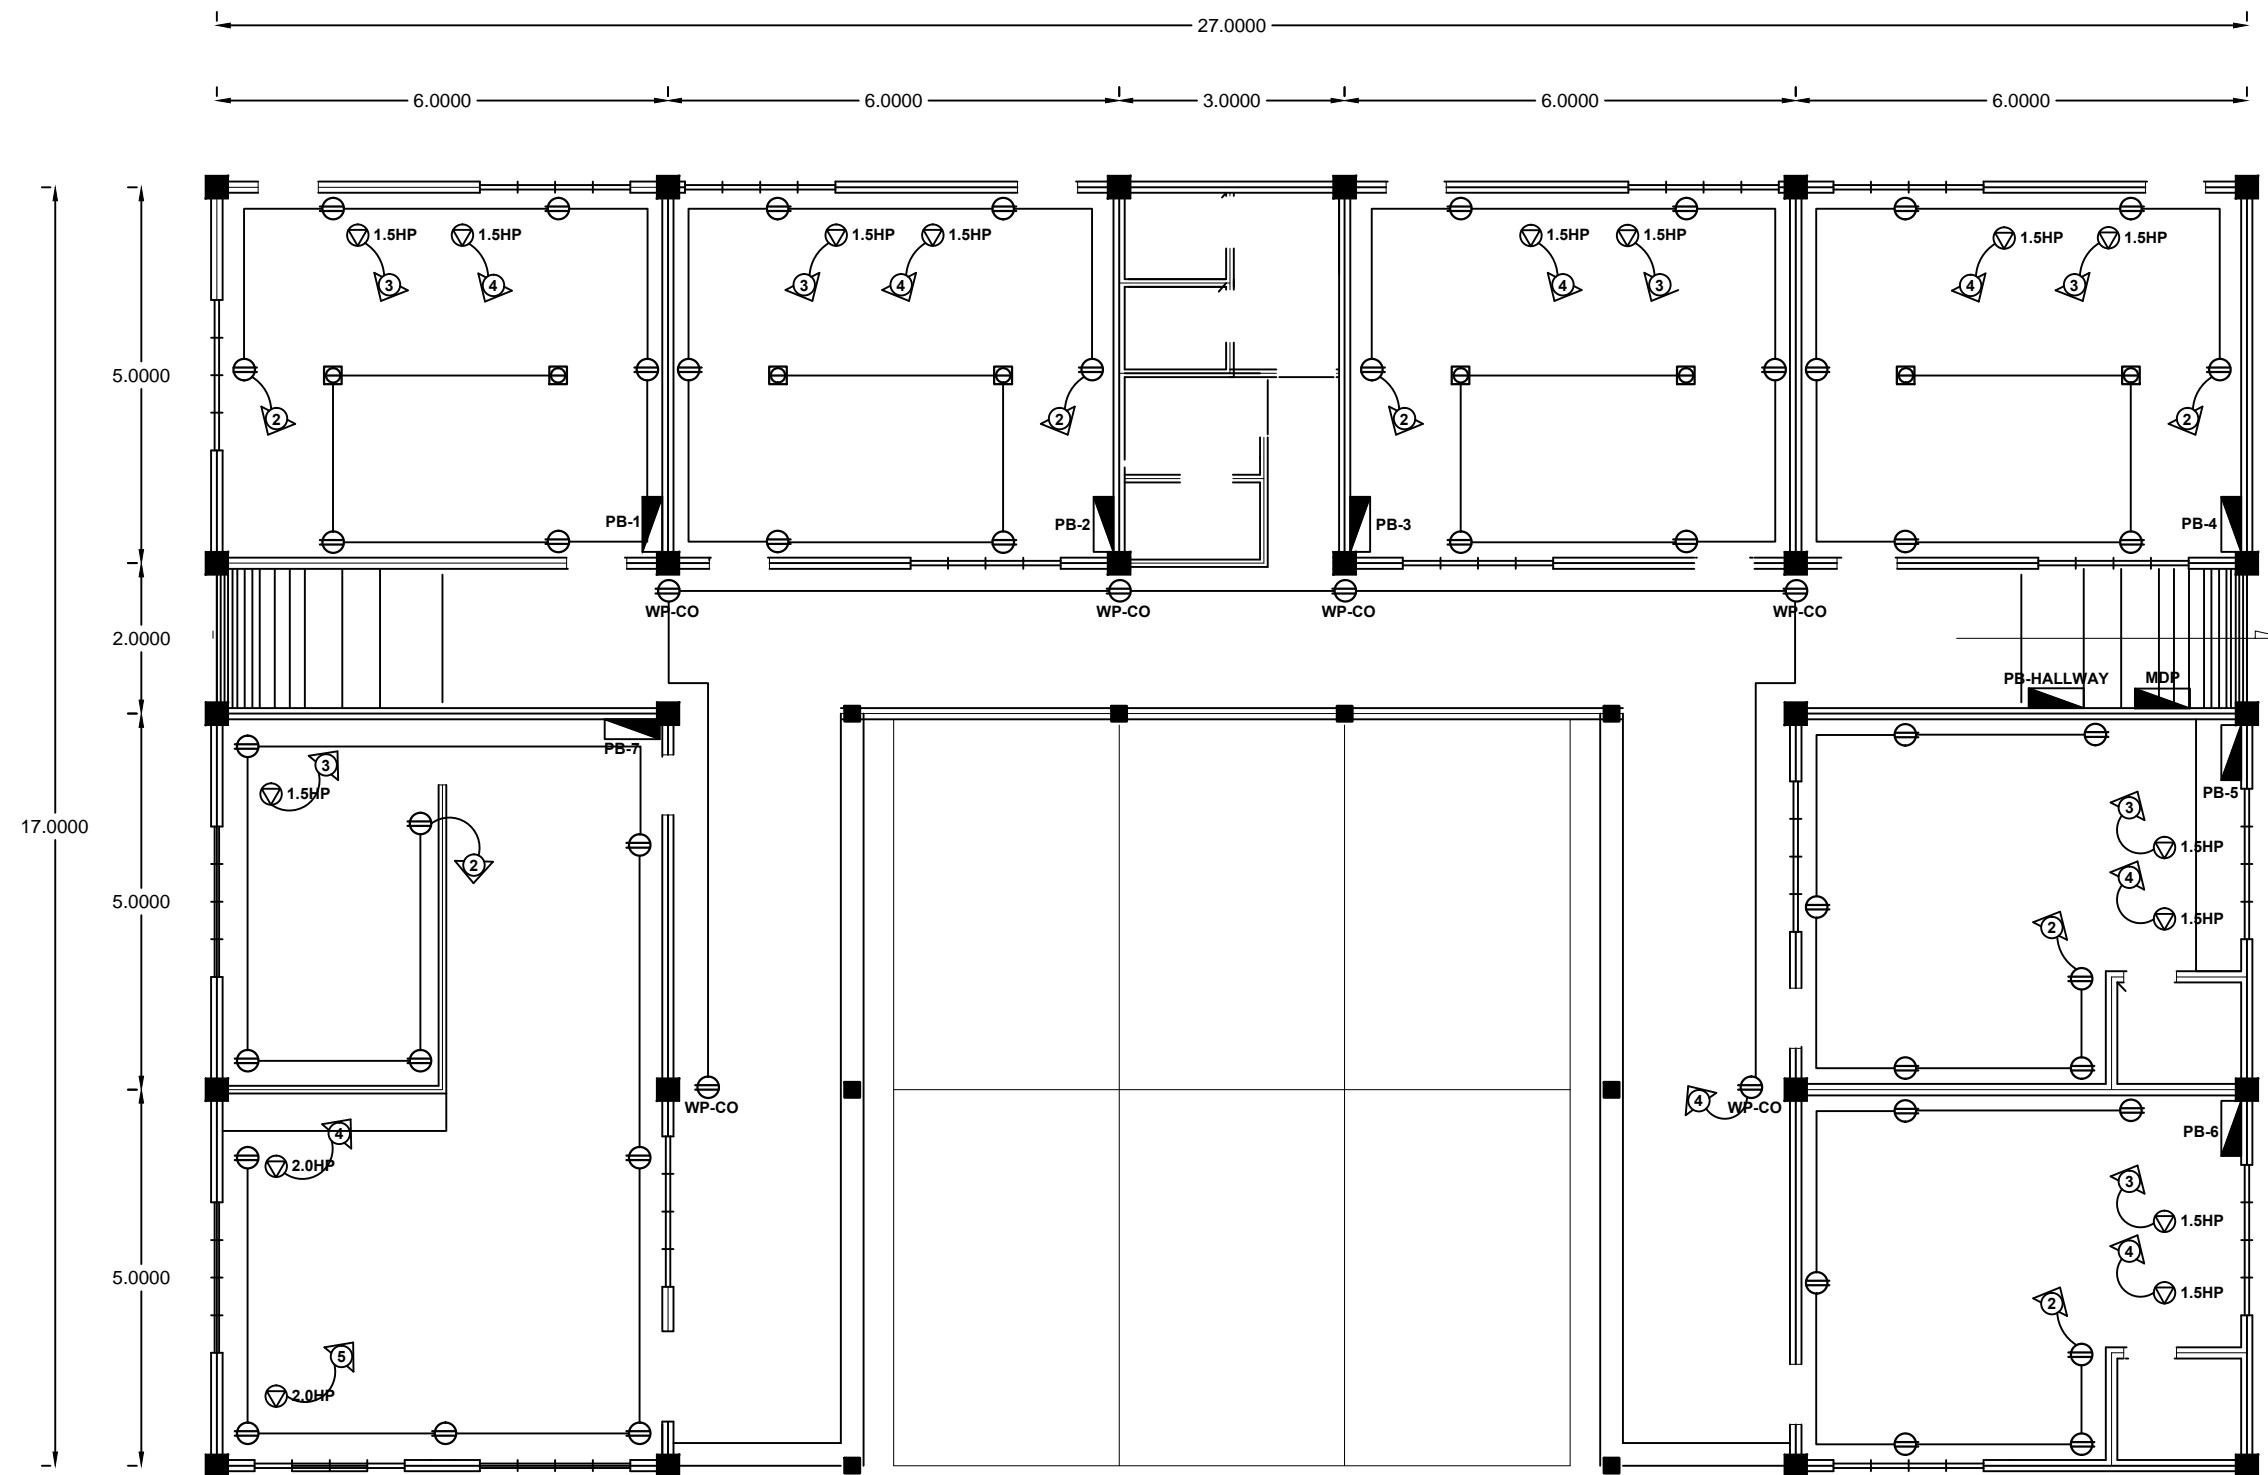 27.0000
6.0000 6.0000 3.0000 6.0000 6.0000
1.5HP 1.5HP 1.5HP 1.5HP 1.5HP 1.5HP 1.5HP 1.5HP
3 4 3 4 4 3 4 3
5.0000
2 2 2 2
PB-1 PB-2 PB-3 PB-4
WP-CO WP-CO WP-CO WP-CO
2.0000
PB-HALLWAY MDP
PB-7
3
1.5HP
PB-5
3
17.0000
1.5HP
2
4
5.0000
1.5HP
2
WP-CO
4 WP-CO
4
2.0HP
PB-6
3
1.5HP
4
5.0000
1.5HP
2
5
2.0HP